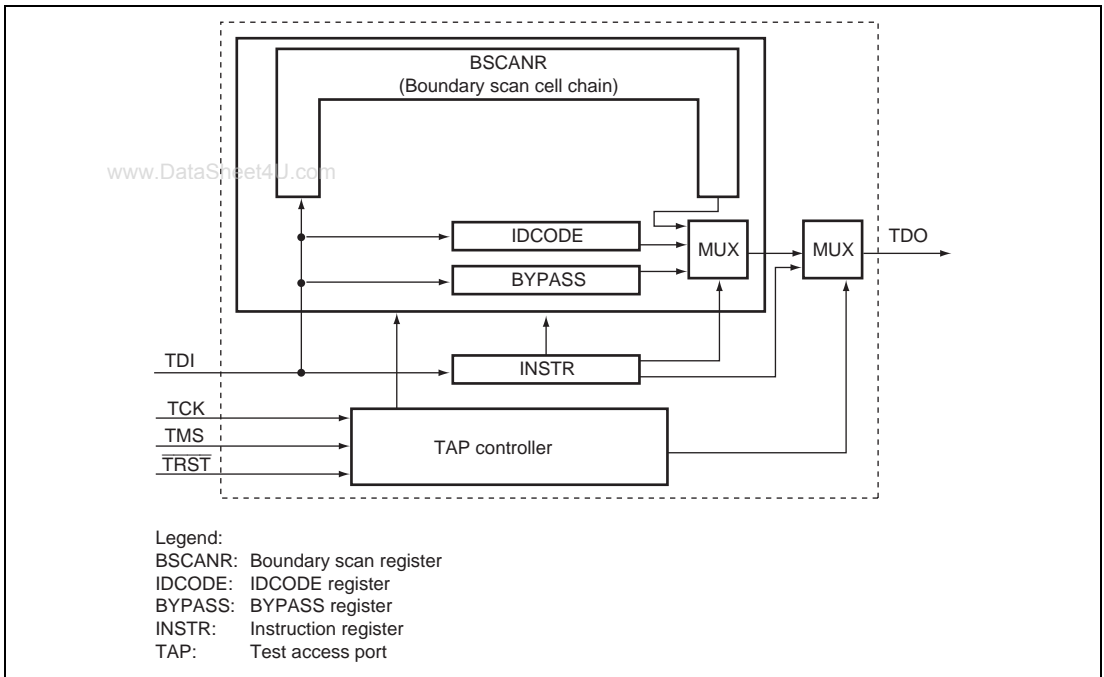 BSCANR
(Boundary scan cell chain)
www.DataSheet4U.com
IDCODE
MUX
MUX
TDO
BYPASS
TDI
INSTR
TCK
TMS
TRST
TAP controller
Legend:
BSCANR: Boundary scan register
IDCODE: IDCODE register
BYPASS: BYPASS register
INSTR: Instruction register
TAP: Test access port